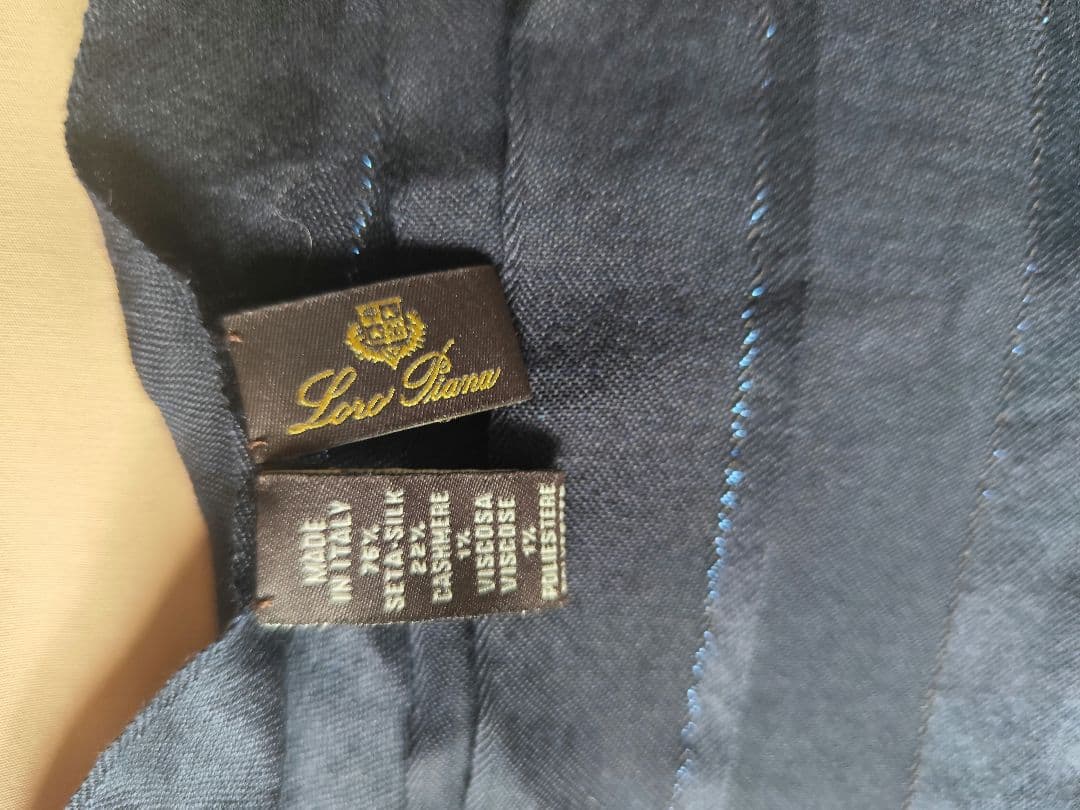 Loro Piana
MADE
IN ITALY
76%
SETA-SILK
22%
CASHMERE
1%
VISCOSA
VISCOSE
1%
POLIESTERE